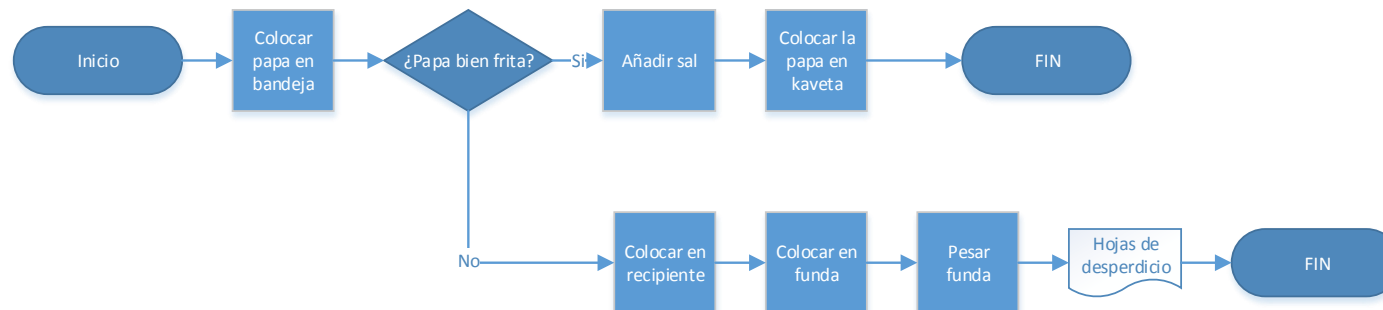 Inicio
Colocar
papa en
bandeja
¿Papa bien frita?
Si
Añadir sal
Colocar la
papa en
kaveta
FIN
No
Colocar en
recipiente
Colocar en
funda
Pesar
funda
Hojas de
desperdicio
FIN